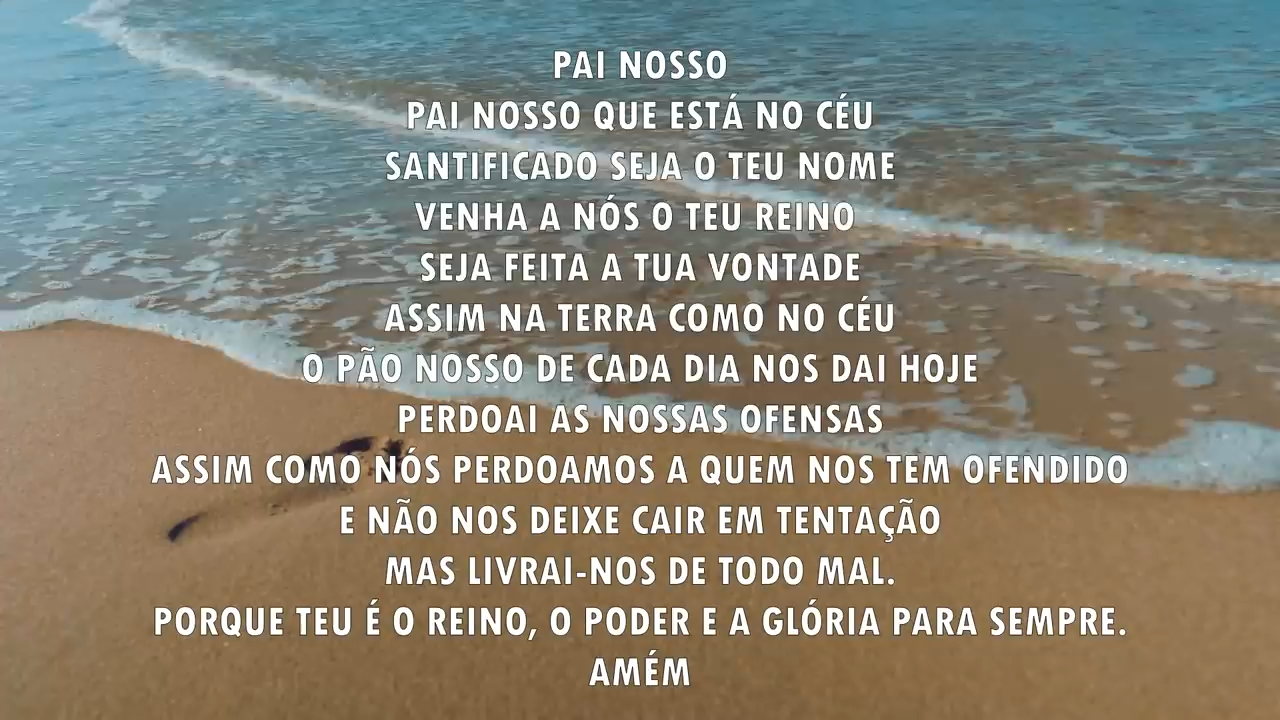 PAI NOSSO
PAI NOSSO QUE ESTÁ NO CÉU
SANTIFICADO SEJA O TEU NOME
VENHA A NÓS O TEU REINO
SEJA FEITA A TUA VONTADE
ASSIM NA TERRA COMO NO CÉU
O PÃO NOSSO DE CADA DIA NOS DAI HOJE
PERDOAI AS NOSSAS OFENSAS
ASSIM COMO NÓS PERDOAMOS A QUEM NOS TEM OFENDIDO
E NÃO NOS DEIXE CAIR EM TENTAÇÃO
MAS LIVRAI-NOS DE TODO MAL.
PORQUE TEU É O REINO, O PODER E A GLÓRIA PARA SEMPRE.
AMÉM